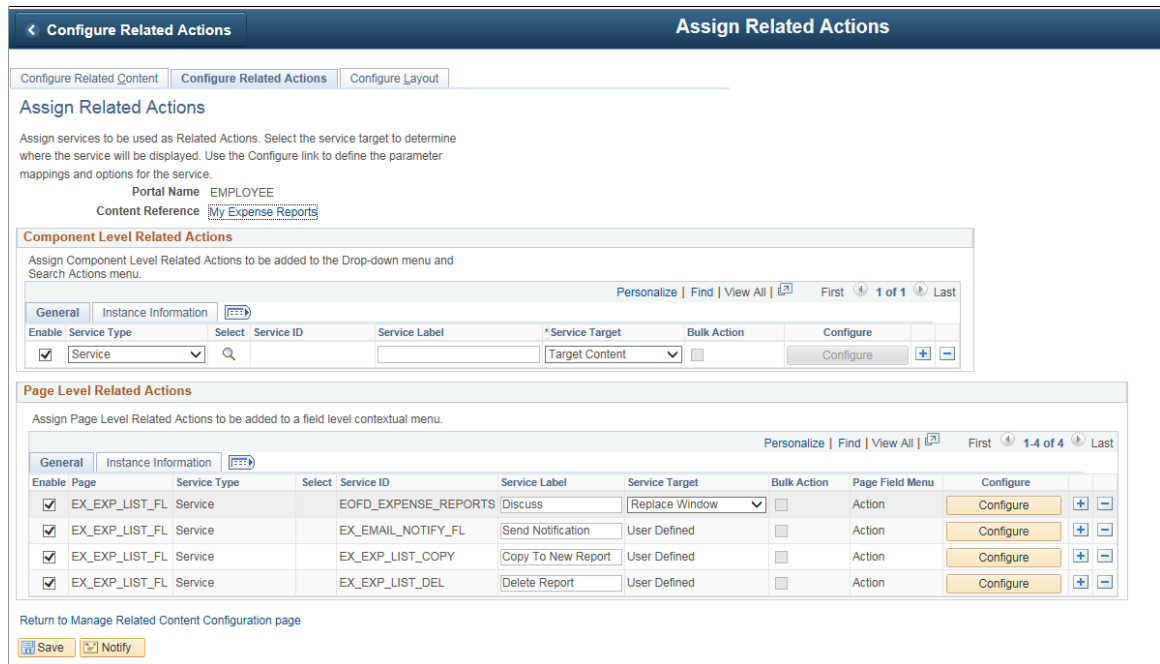 Configure Related Actions
Assign Related Actions
Configure Related Content Configure Related Actions Configure Layout
Assign Related Actions
Assign services to be used as Related Actions. Select the service target to determine
where the service will be displayed. Use the Configure link to define the parameter
mappings and options for the service.
Portal Name EMPLOYEE
Content Reference My Expense Reports
Component Level Related Actions
Assign Component Level Related Actions to be added to the Drop-down menu and
Search Actions menu.
Personalize | Find | View All | First 1 of 1 Last
General Instance Information
Enable Service Type Select Service ID Service Label *Service Target Bulk Action Configure
Service Target Content Configure
Page Level Related Actions
Assign Page Level Related Actions to be added to a field level contextual menu.
Personalize | Find | View All | First 1-4 of 4 Last
General Instance Information
Enable Page Service Type Select Service ID Service Label Service Target Bulk Action Page Field Menu Configure
EX_EXP_LIST_FL Service EOFD_EXPENSE_REPORTS Discuss Replace Window Action Configure
EX_EXP_LIST_FL Service EX_EMAIL_NOTIFY_FL Send Notification User Defined Action Configure
EX_EXP_LIST_FL Service EX_EXP_LIST_COPY Copy To New Report User Defined Action Configure
EX_EXP_LIST_FL Service EX_EXP_LIST_DEL Delete Report User Defined Action Configure
Return to Manage Related Content Configuration page
Save Notify